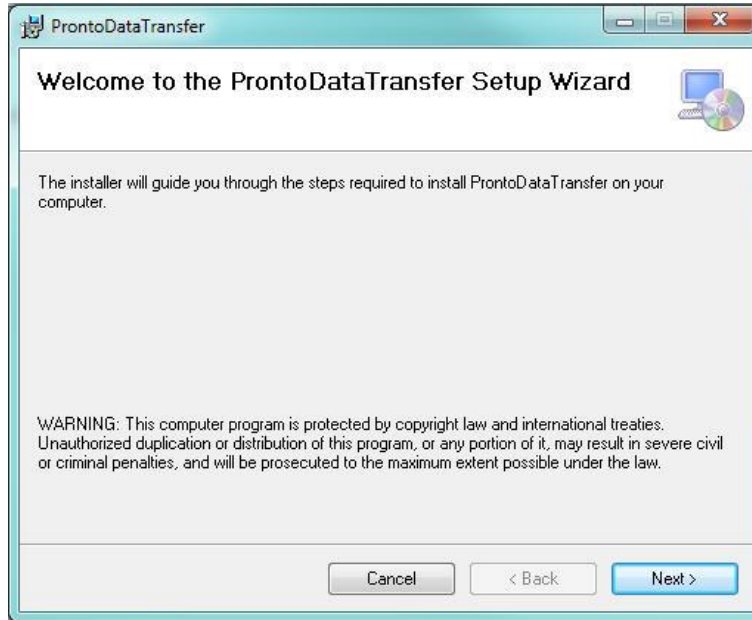 ProntoDataTransfer
Welcome to the ProntoDataTransfer Setup Wizard
The installer will guide you through the steps required to install ProntoDataTransfer on your
computer.
WARNING: This computer program is protected by copyright law and international treaties.
Unauthorized duplication or distribution of this program, or any portion of it, may result in severe civil
or criminal penalties, and will be prosecuted to the maximum extent possible under the law.
Cancel < Back Next >